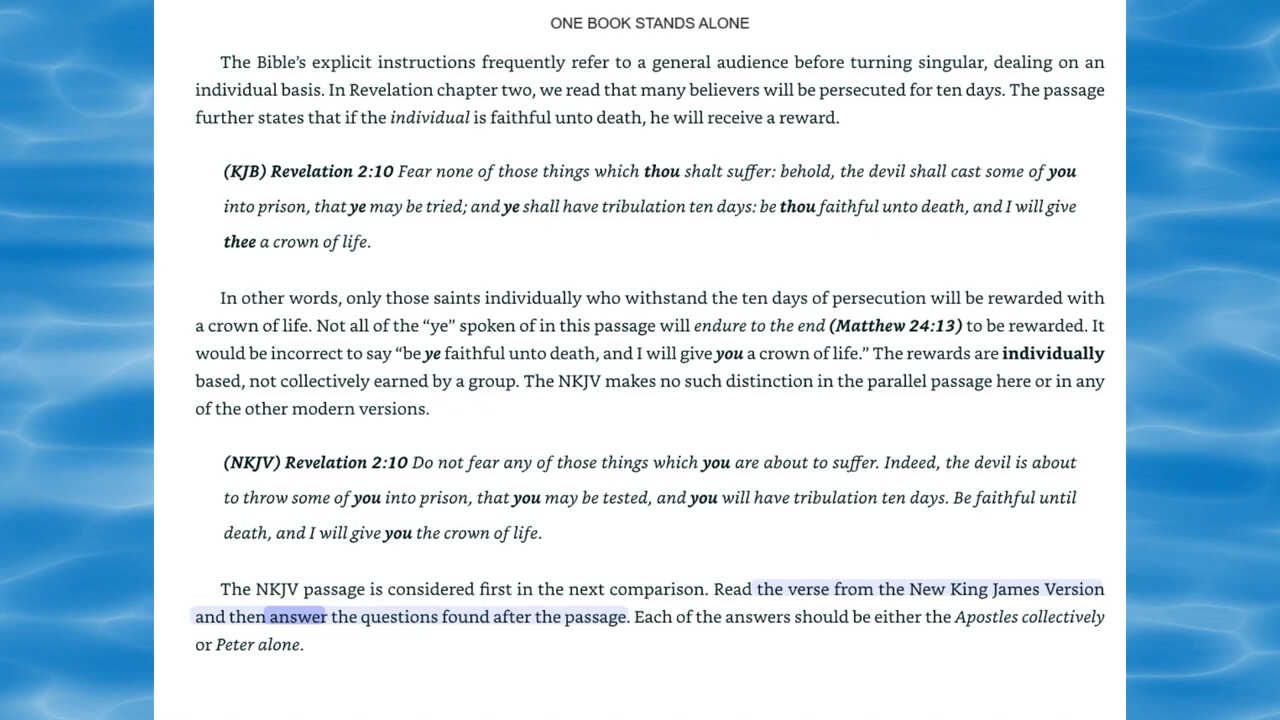 ONE BOOK STANDS ALONE
The Bible’s explicit instructions frequently refer to a general audience before turning singular, dealing on an
individual basis. In Revelation chapter two, we read that many believers will be persecuted for ten days. The passage
further states that if the individual is faithful unto death, he will receive a reward.
(KJB) Revelation 2:10 Fear none of those things which thou shalt suffer: behold, the devil shall cast some of you
into prison, that ye may be tried; and ye shall have tribulation ten days: be thou faithful unto death, and I will give
thee a crown of life.
In other words, only those saints individually who withstand the ten days of persecution will be rewarded with
a crown of life. Not all of the “ye” spoken of in this passage will endure to the end (Matthew 24:13) to be rewarded. It
would be incorrect to say “be ye faithful unto death, and I will give you a crown of life.” The rewards are individually
based, not collectively earned by a group. The NKJV makes no such distinction in the parallel passage here or in any
of the other modern versions.
(NKJV) Revelation 2:10 Do not fear any of those things which you are about to suffer. Indeed, the devil is about
to throw some of you into prison, that you may be tested, and you will have tribulation ten days. Be faithful until
death, and I will give you the crown of life.
The NKJV passage is considered first in the next comparison. Read the verse from the New King James Version
and then answer the questions found after the passage. Each of the answers should be either the Apostles collectively
or Peter alone.